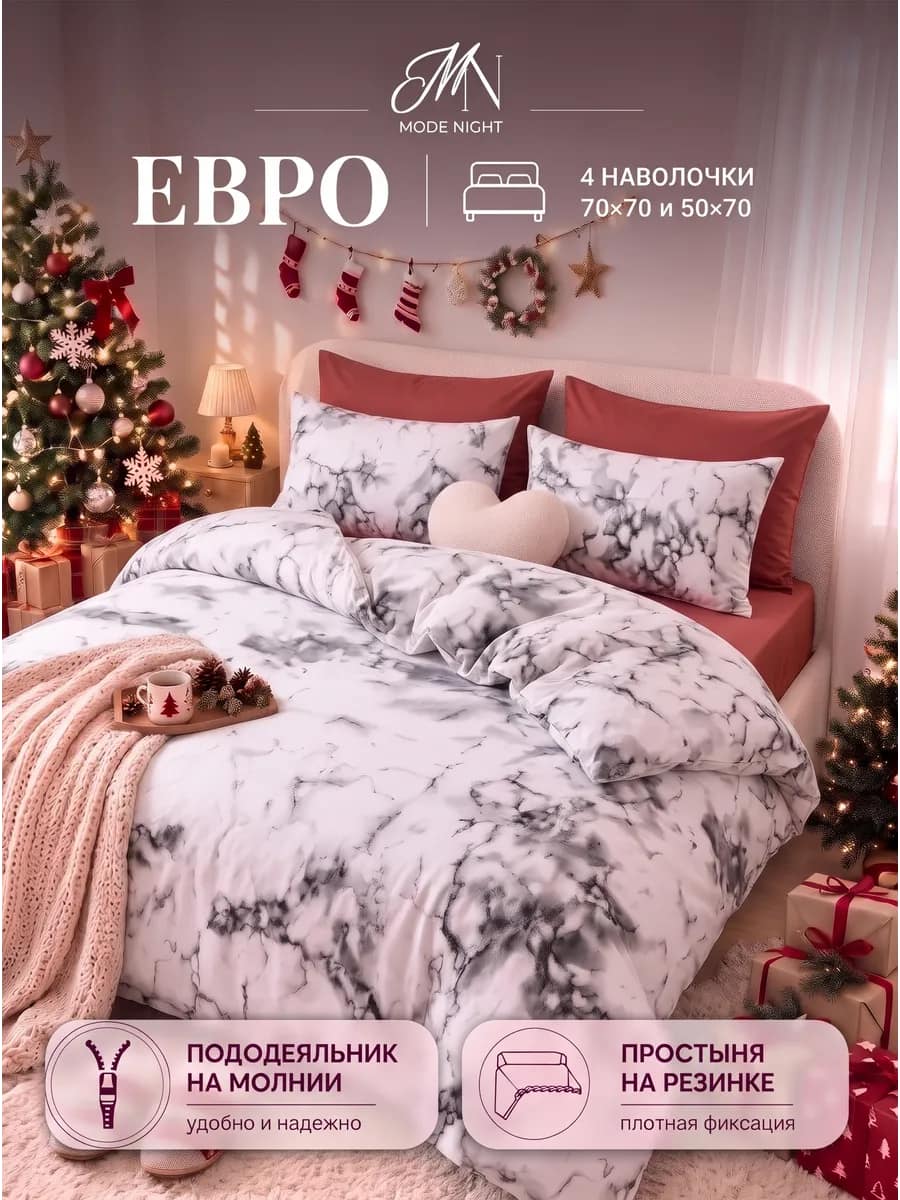 MN
MODE NIGHT
ЕВРО
4 НАВОЛОЧКИ
70×70 и 50×70
ПОДОДЕЯЛЬНИК
НА МОЛНИИ
удобно и надежно
ПРОСТЫНЯ
НА РЕЗИНКЕ
плотная фиксация